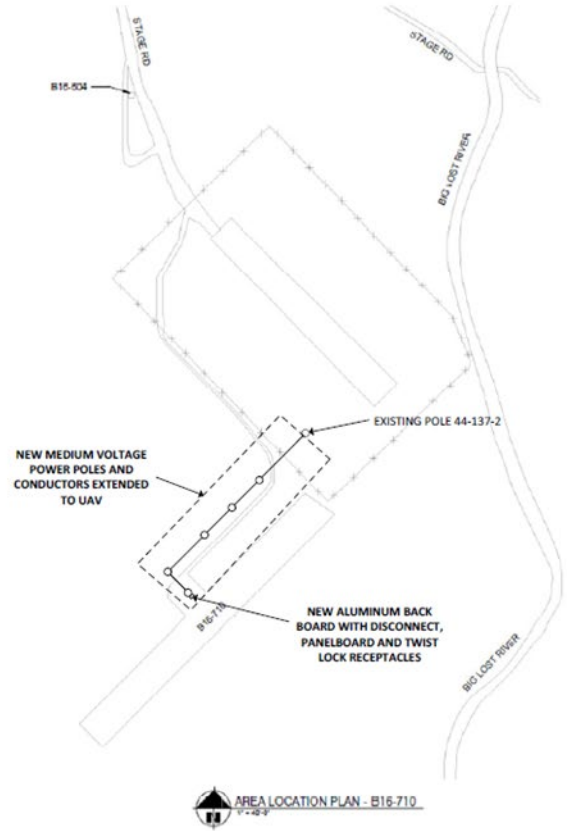 STAGE RD
STAGE RD
B16-604
BIG LOST RIVER
EXISTING POLE 44-137-2
NEW MEDIUM VOLTAGE
POWER POLES AND
CONDUCTORS EXTENDED
TO UAV
B16-710
NEW ALUMINUM BACK
BOARD WITH DISCONNECT,
PANELBOARD AND TWIST
LOCK RECEPTACLES
BIG LOST RIVER
N
AREA LOCATION PLAN - B16-710